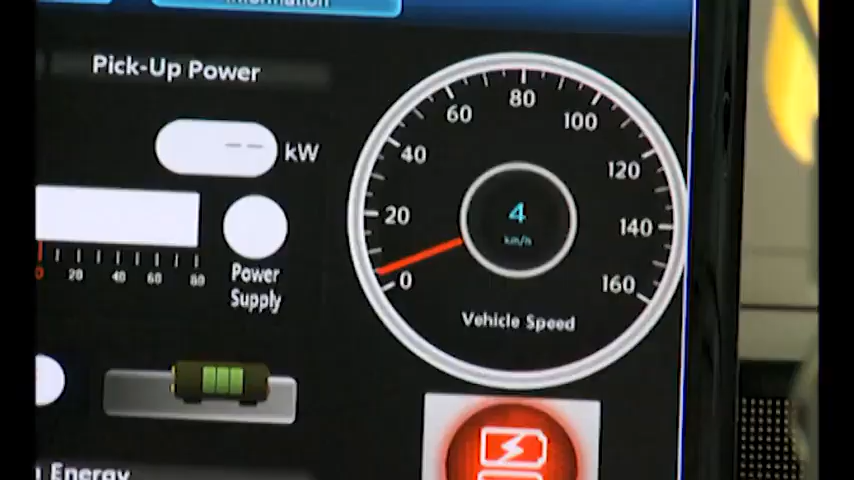 information
Pick-Up Power
-- kW
0 20 40 60 80
Power
Supply
0 20 40 60 80 100 120 140 160
4
km/h
Vehicle Speed
Energy